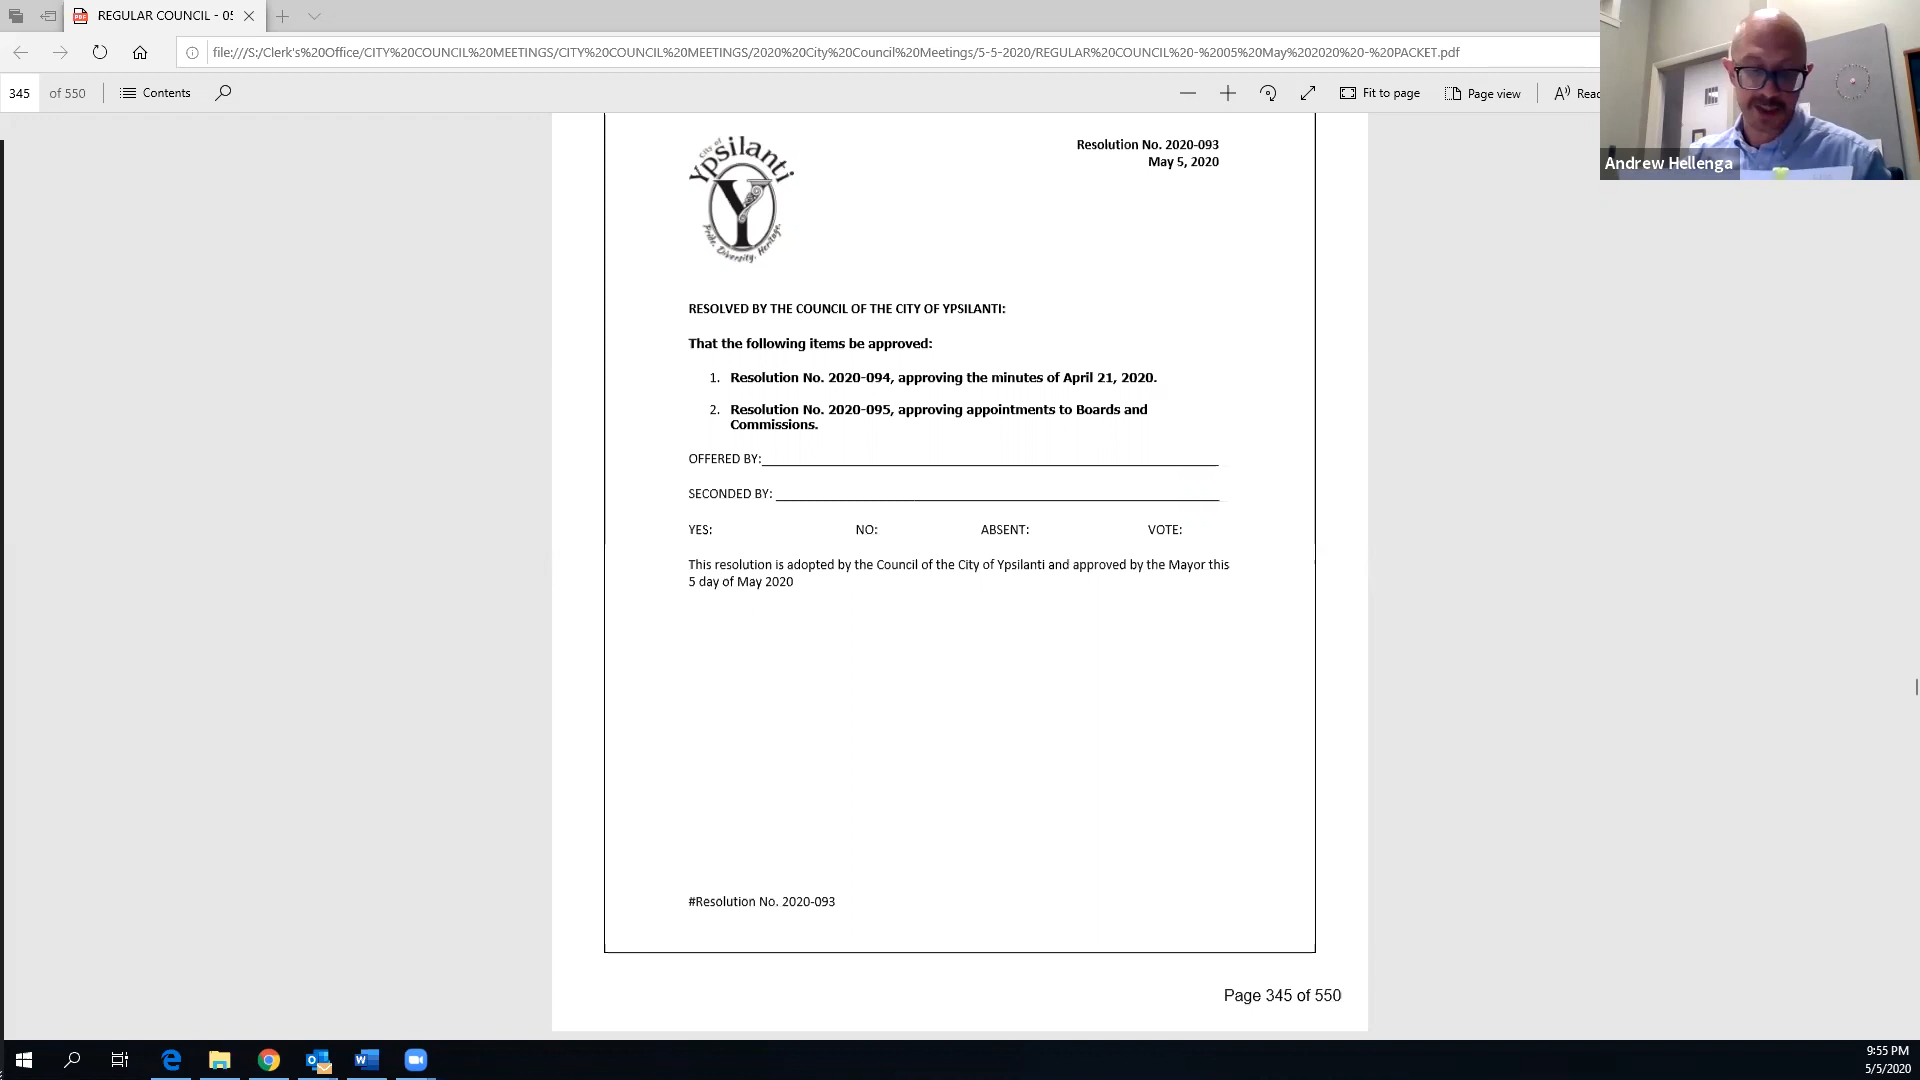 REGULAR COUNCIL - 05
file:///S:/Clerk's%20Office/CITY%20COUNCIL%20MEETINGS/CITY%20COUNCIL%20MEETINGS/2020%20City%20Council%20Meetings/5-5-2020/REGULAR%20COUNCIL%20-%2005%20May%202020%20-%20PACKET.pdf
345 of 550 Contents Fit to page Page view Read
Andrew Hellenga
City of
Ypsilanti
Y
Pride. Diversity. Heritage.
Resolution No. 2020-093
May 5, 2020
RESOLVED BY THE COUNCIL OF THE CITY OF YPSILANTI:
That the following items be approved:
1. Resolution No. 2020-094, approving the minutes of April 21, 2020.
2. Resolution No. 2020-095, approving appointments to Boards and
Commissions.
OFFERED BY:
SECONDED BY:
YES: NO: ABSENT: VOTE:
This resolution is adopted by the Council of the City of Ypsilanti and approved by the Mayor this
5 day of May 2020
#Resolution No. 2020-093
Page 345 of 550
9:55 PM
5/5/2020